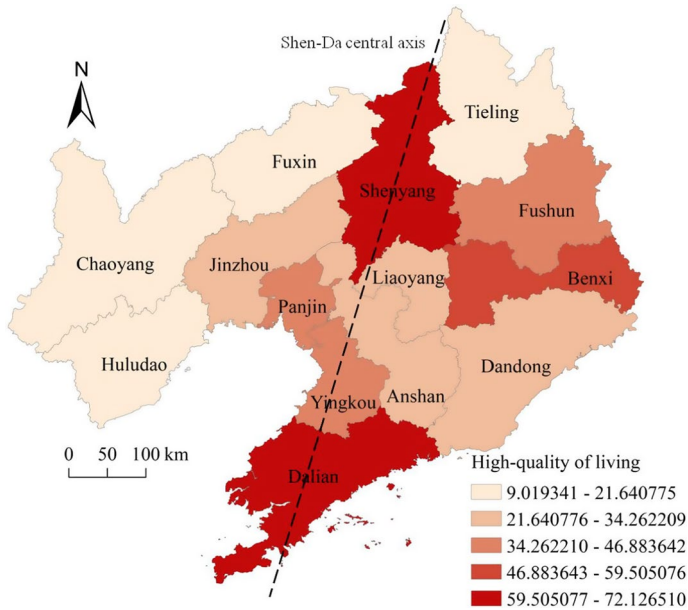 Shen-Da central axis
N
Tieling
Fuxin
Shenyang
Fushun
Chaoyang
Jinzhou
Liaoyang
Benxi
Panjin
Huludao
Dandong
Yingkou
Anshan
Dalian
0 50 100 km
High-quality of living
9.019341 - 21.640775
21.640776 - 34.262209
34.262210 - 46.883642
46.883643 - 59.505076
59.505077 - 72.126510